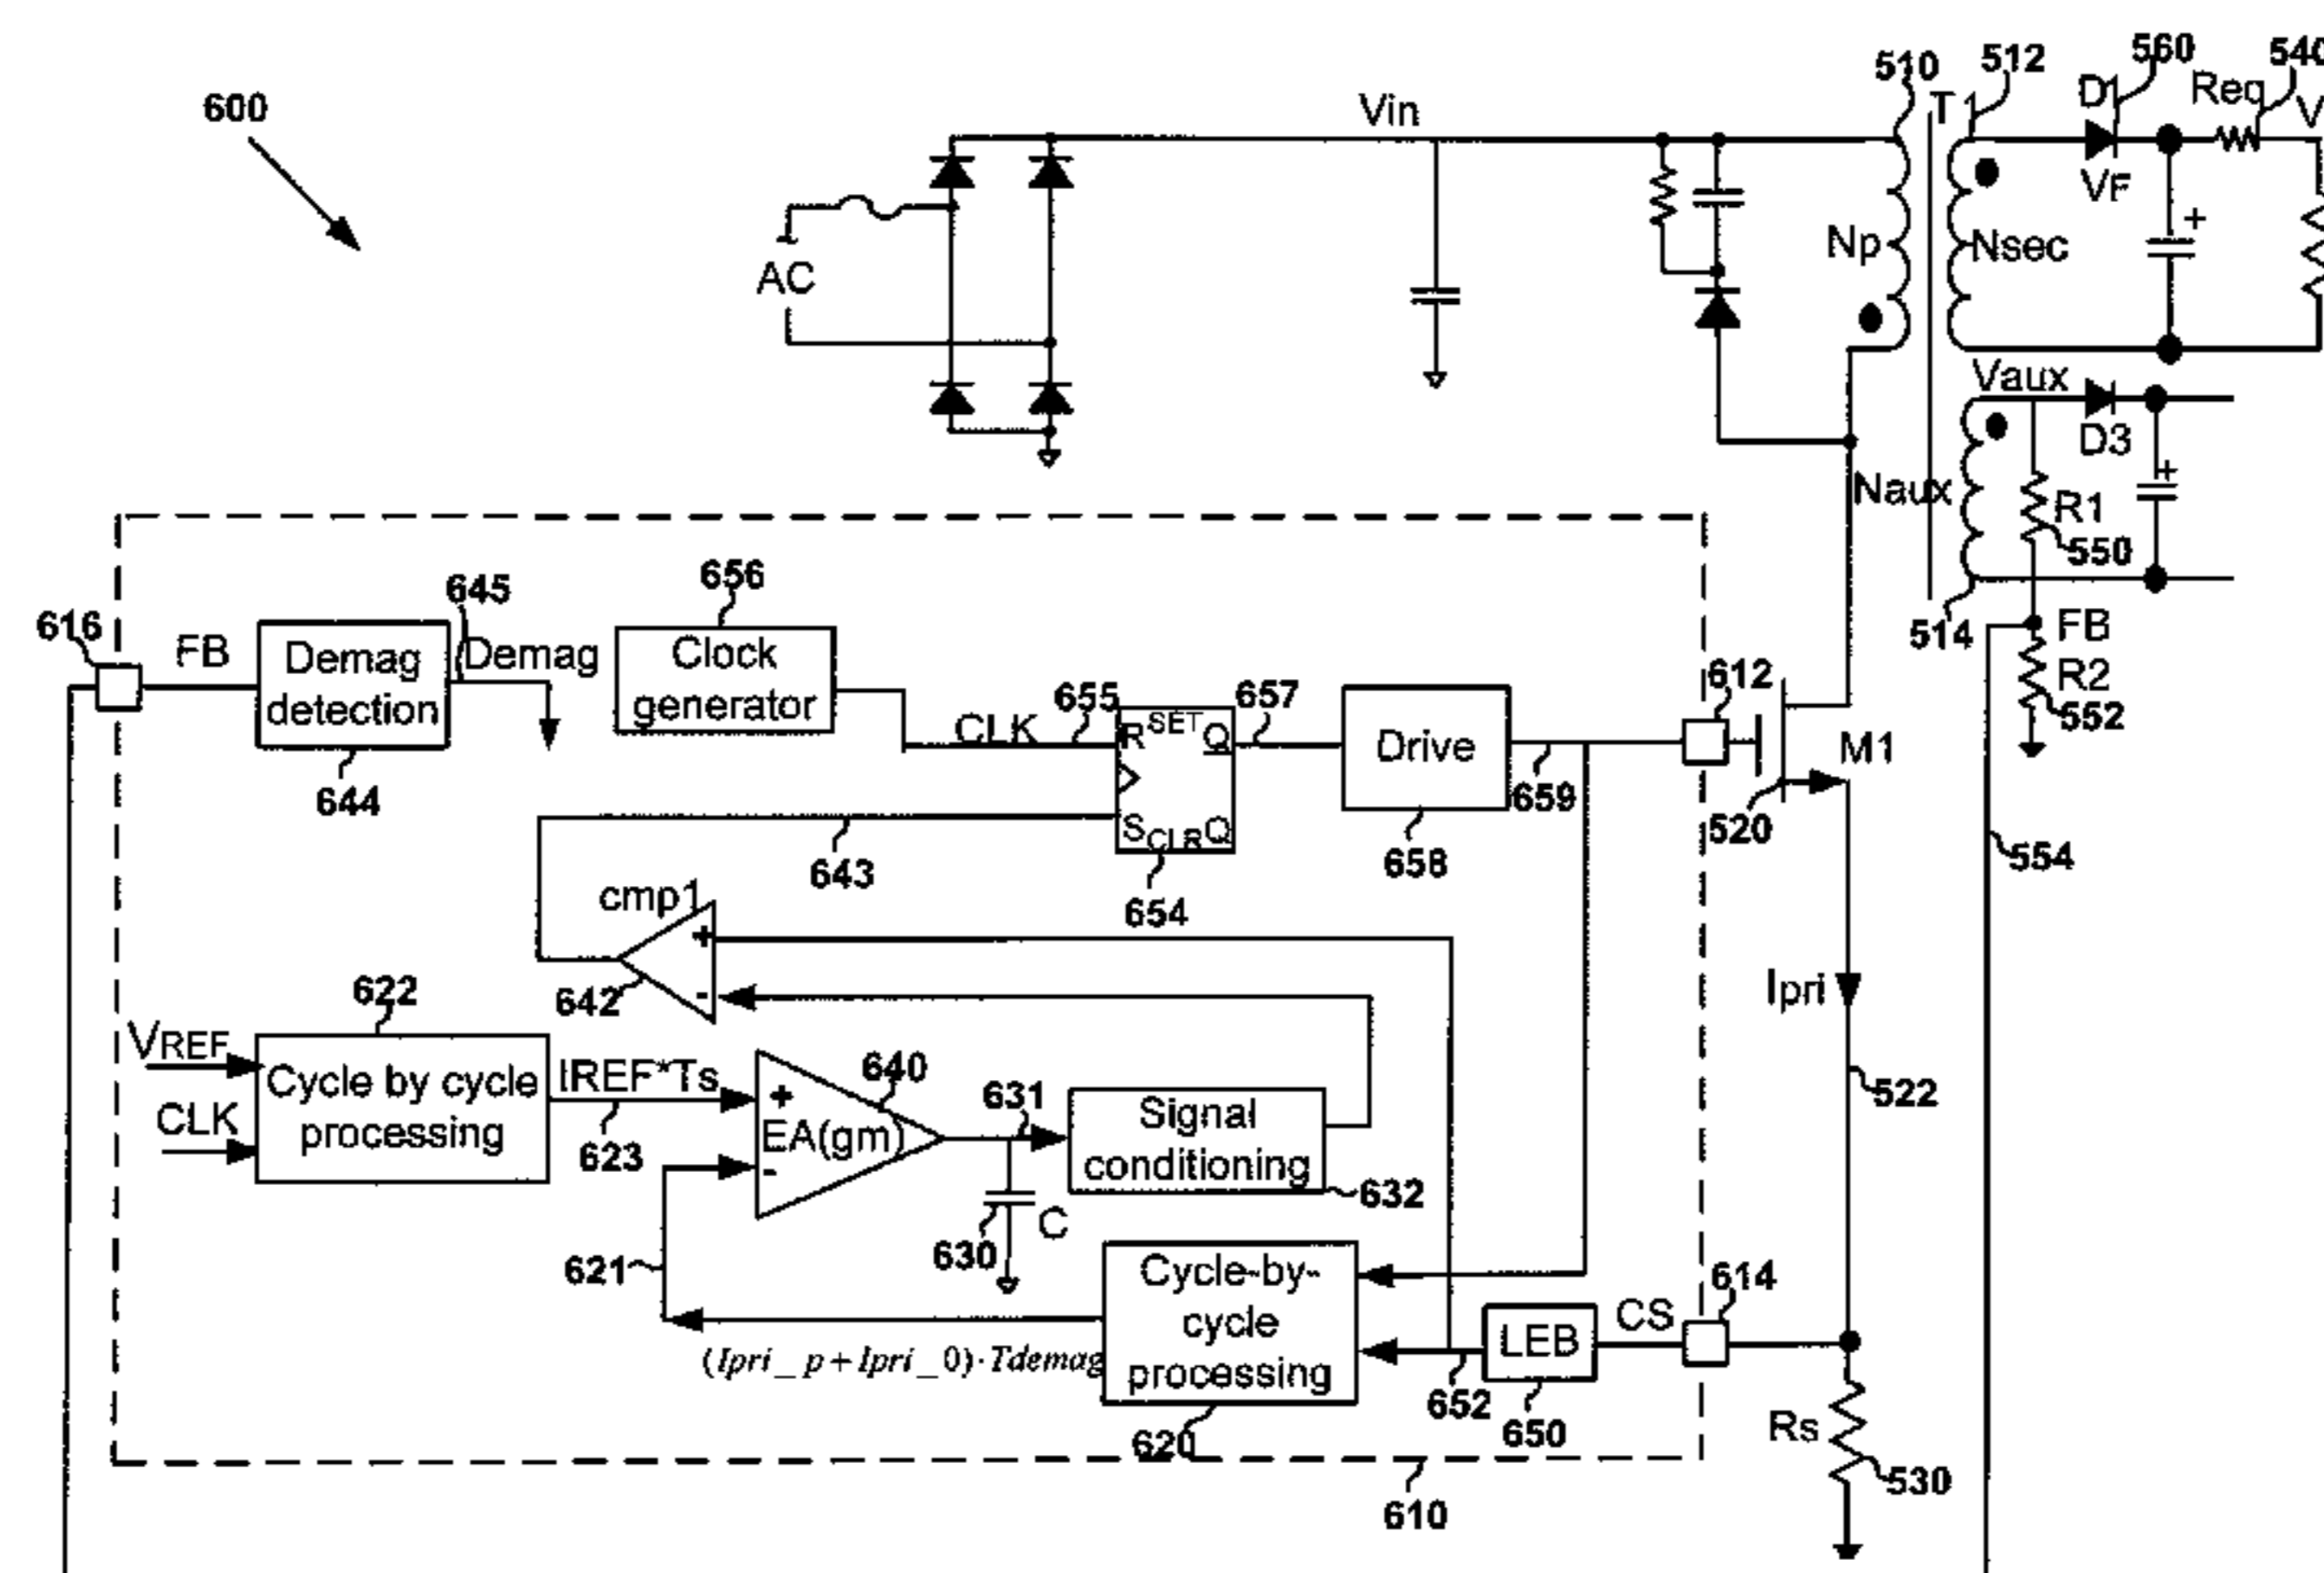 600
510
512
560
540
Vin
T1
D1
Req
V
VF
AC
Np
Nsec
Vaux
D3
Naux
R1
550
514
FB
R2
552
616
FB
Demag
detection
645
Demag
644
656
Clock
generator
CLK
655
R SET Q
S CLR Q
657
654
643
Drive
658
659
612
M1
520
554
cmp1
+
-
642
Ipri
522
622
VREF
CLK
Cycle by cycle
processing
IREF*Ts
623
640
+
EA(gm)
-
631
Signal
conditioning
632
630
C
621
(Ipri_p+Ipri_0)·Tdemag
Cycle-by-
cycle
processing
620
652
LEB
650
CS
614
Rs
530
610